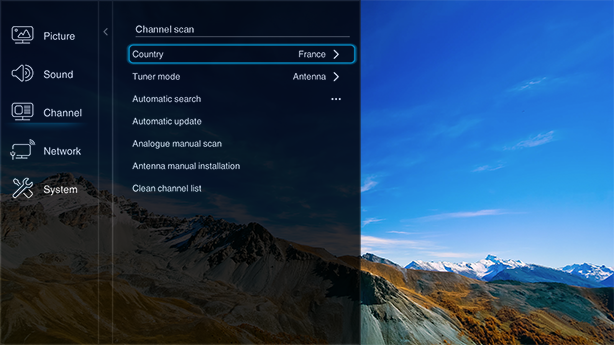 Picture
Sound
Channel
Network
System
Channel scan
Country France
Tuner mode Antenna
Automatic search ...
Automatic update
Analogue manual scan
Antenna manual installation
Clean channel list